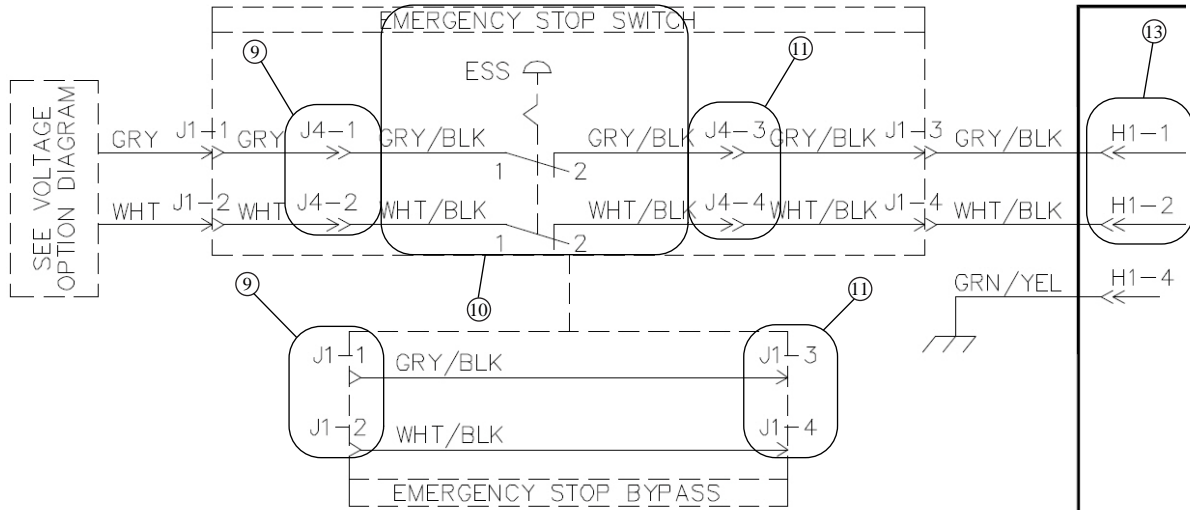 EMERGENCY STOP SWITCH
9
11
13
ESS
SEE VOLTAGE
OPTION DIAGRAM
GRY J1-1 GRY J4-1 GRY/BLK GRY/BLK J4-3 GRY/BLK J1-3 GRY/BLK H1-1
1 2
WHT J1-2 WHT J4-2 WHT/BLK WHT/BLK J4-4 WHT/BLK J1-4 WHT/BLK H1-2
1 2
9
10
11
GRN/YEL H1-4
J1-1 GRY/BLK J1-3
J1-2 WHT/BLK J1-4
EMERGENCY STOP BYPASS